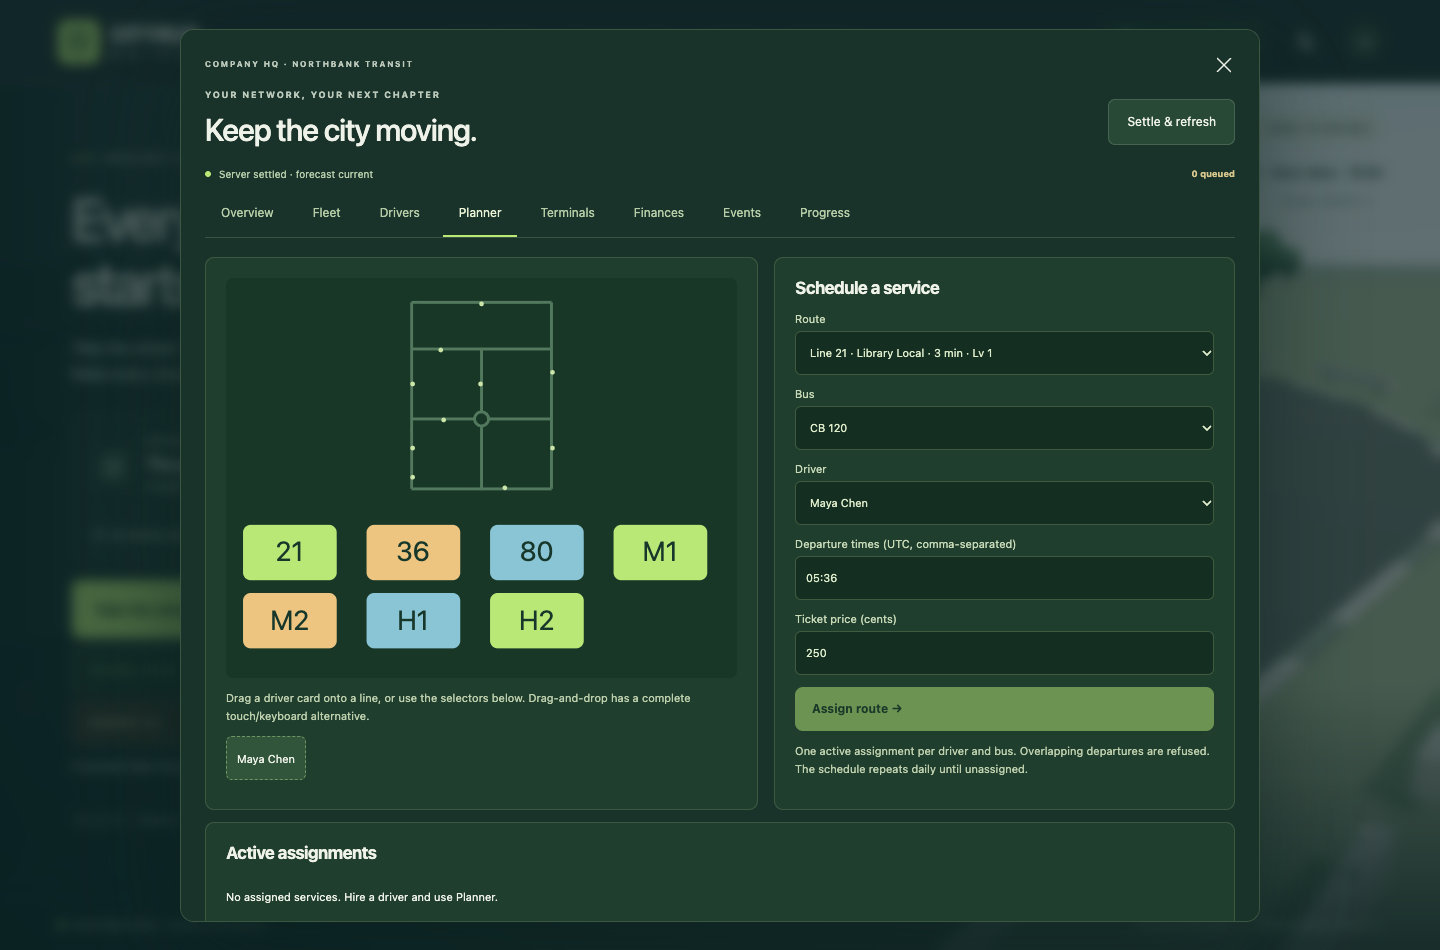 COMPANY HQ · NORTHBANK TRANSIT
YOUR NETWORK, YOUR NEXT CHAPTER
Keep the city moving.
Settle & refresh
Server settled · forecast current
0 queued
Overview
Fleet
Drivers
Planner
Terminals
Finances
Events
Progress
21
36
80
M1
M2
H1
H2
Drag a driver card onto a line, or use the selectors below. Drag-and-drop has a complete
touch/keyboard alternative.
Maya Chen
Schedule a service
Route
Line 21 · Library Local · 3 min · Lv 1
Bus
CB 120
Driver
Maya Chen
Departure times (UTC, comma-separated)
05:36
Ticket price (cents)
250
Assign route →
One active assignment per driver and bus. Overlapping departures are refused.
The schedule repeats daily until unassigned.
Active assignments
No assigned services. Hire a driver and use Planner.